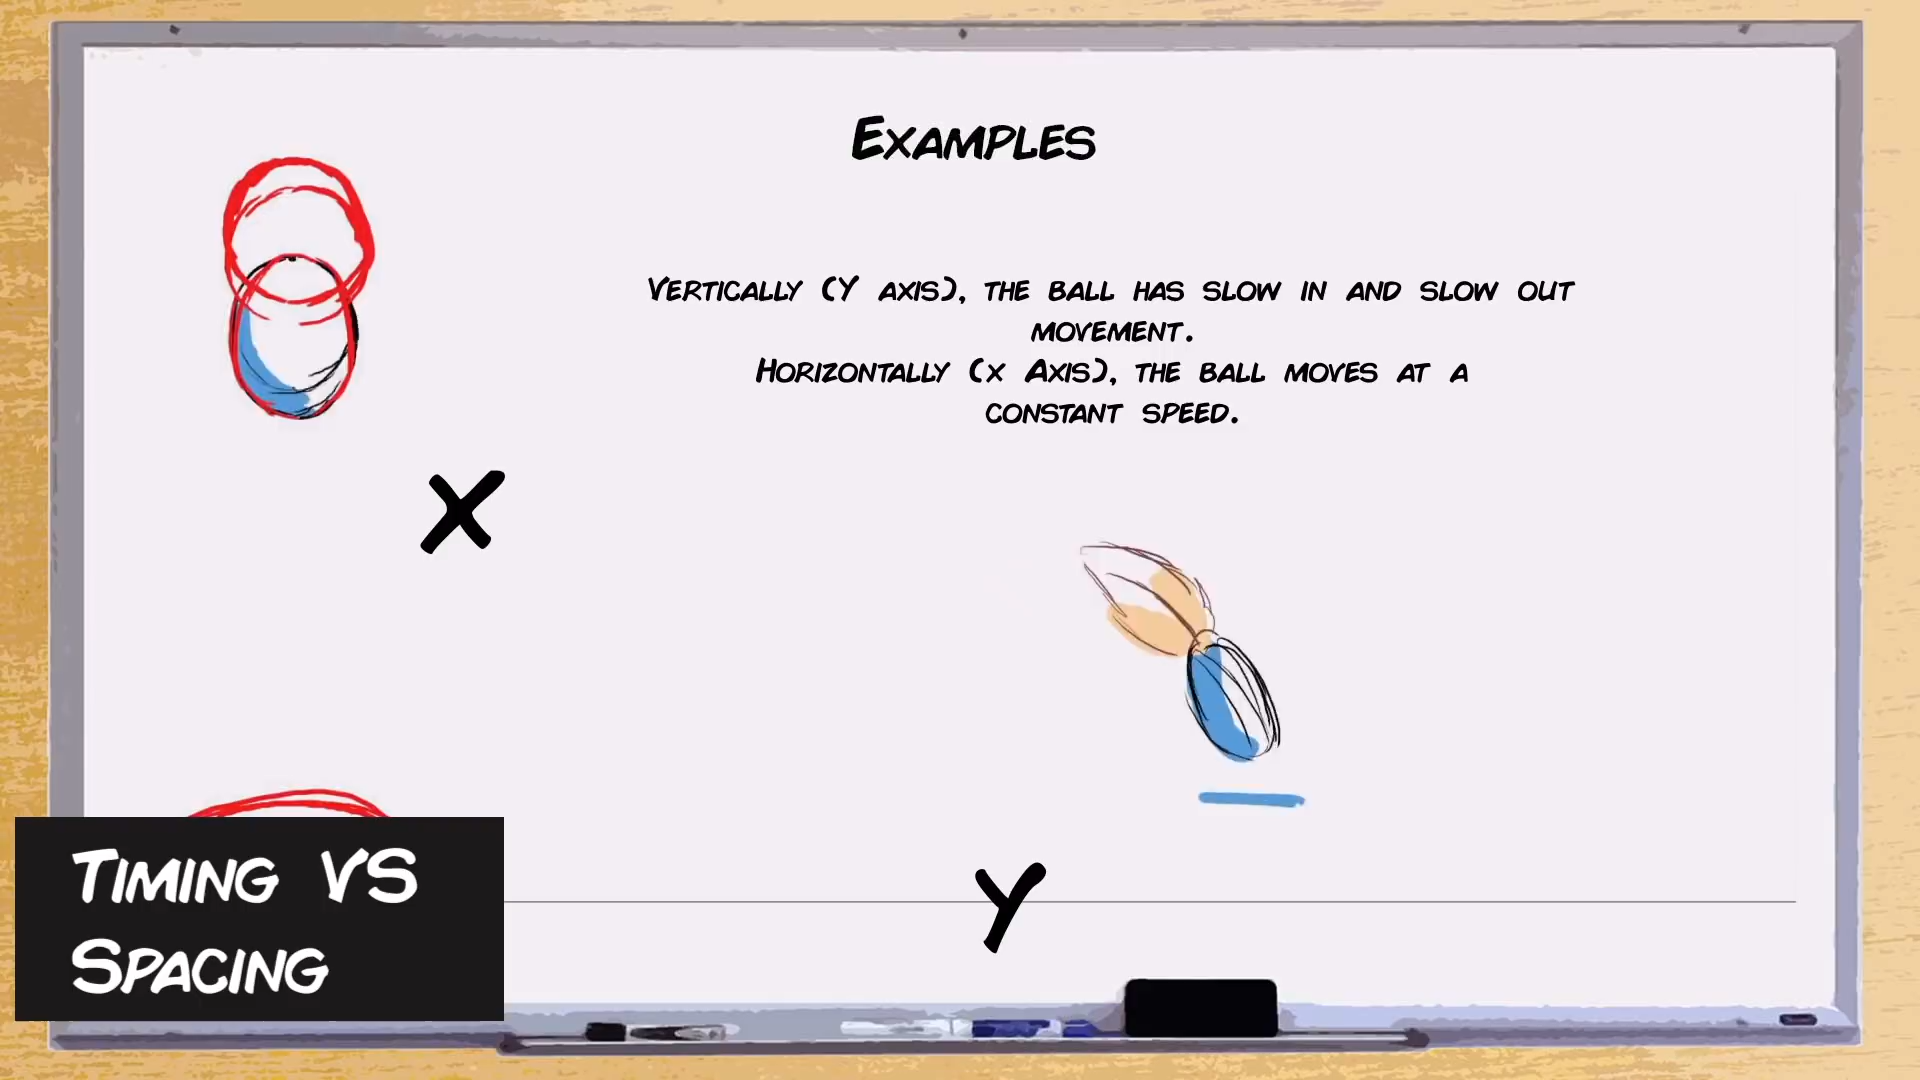 Examples
Vertically (Y axis), the ball has slow in and slow out
movement.
Horizontally (x Axis), the ball moves at a
constant speed.
X
Y
Timing VS
Spacing